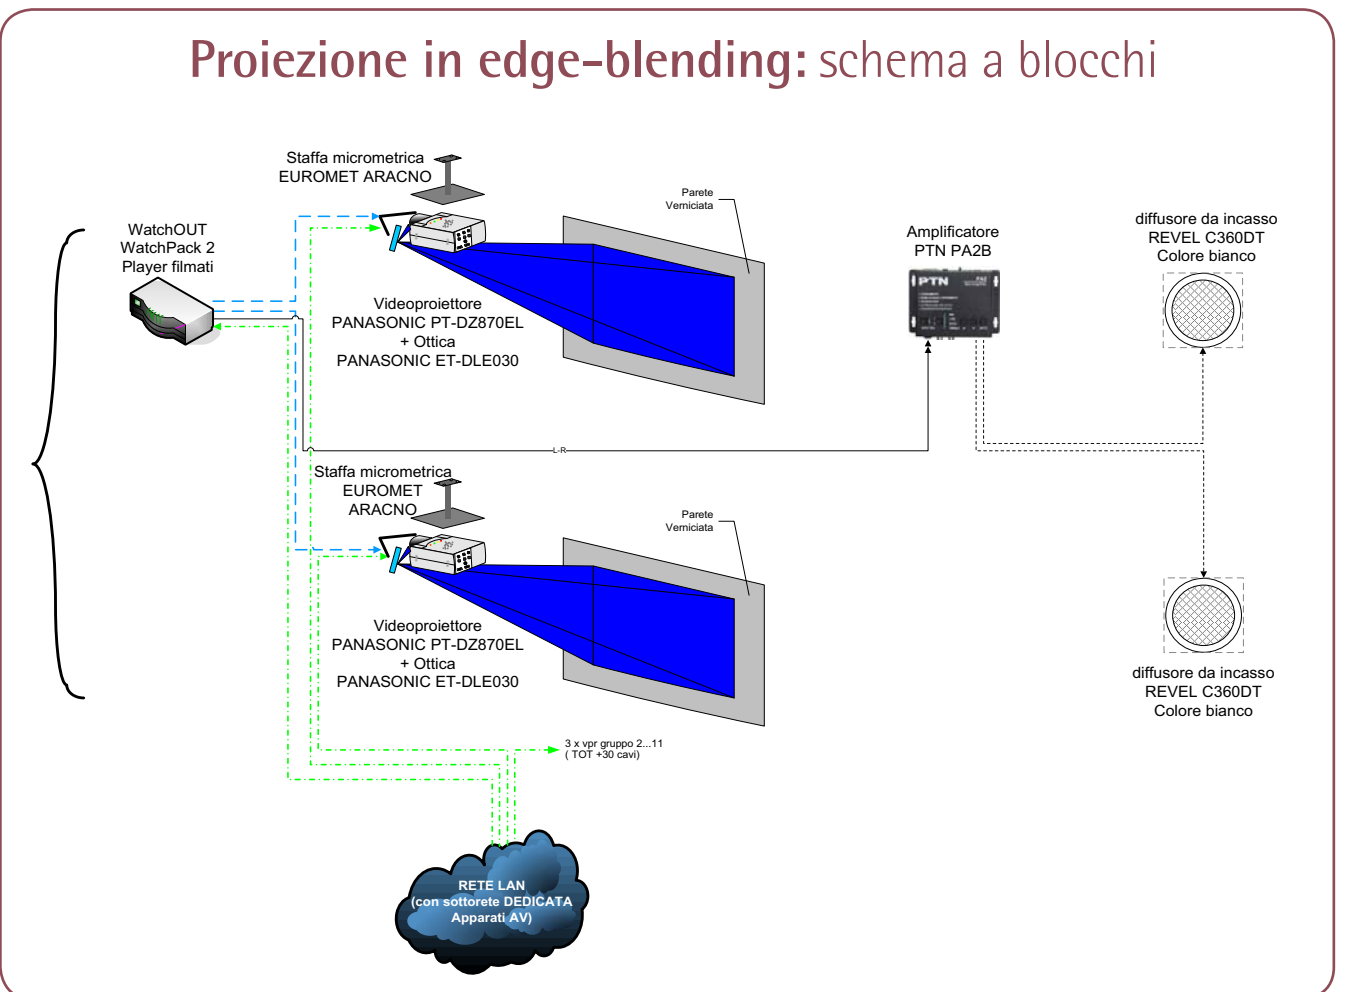 Proiezione in edge-blending: schema a blocchi
Staffa micrometrica
EUROMET ARACNO
WatchOUT
WatchPack 2
Player filmati
Parete
Verniciata
Amplificatore
PTN PA2B
PTN
diffusore da incasso
REVEL C360DT
Colore bianco
Videoproiettore
PANASONIC PT-DZ870EL
+ Ottica
PANASONIC ET-DLE030
L-R
Staffa micrometrica
EUROMET
ARACNO
Parete
Verniciata
Videoproiettore
PANASONIC PT-DZ870EL
+ Ottica
PANASONIC ET-DLE030
diffusore da incasso
REVEL C360DT
Colore bianco
3 x vpr gruppo 2...11
( TOT +30 cavi)
RETE LAN
(con sottorete DEDICATA
Apparati AV)